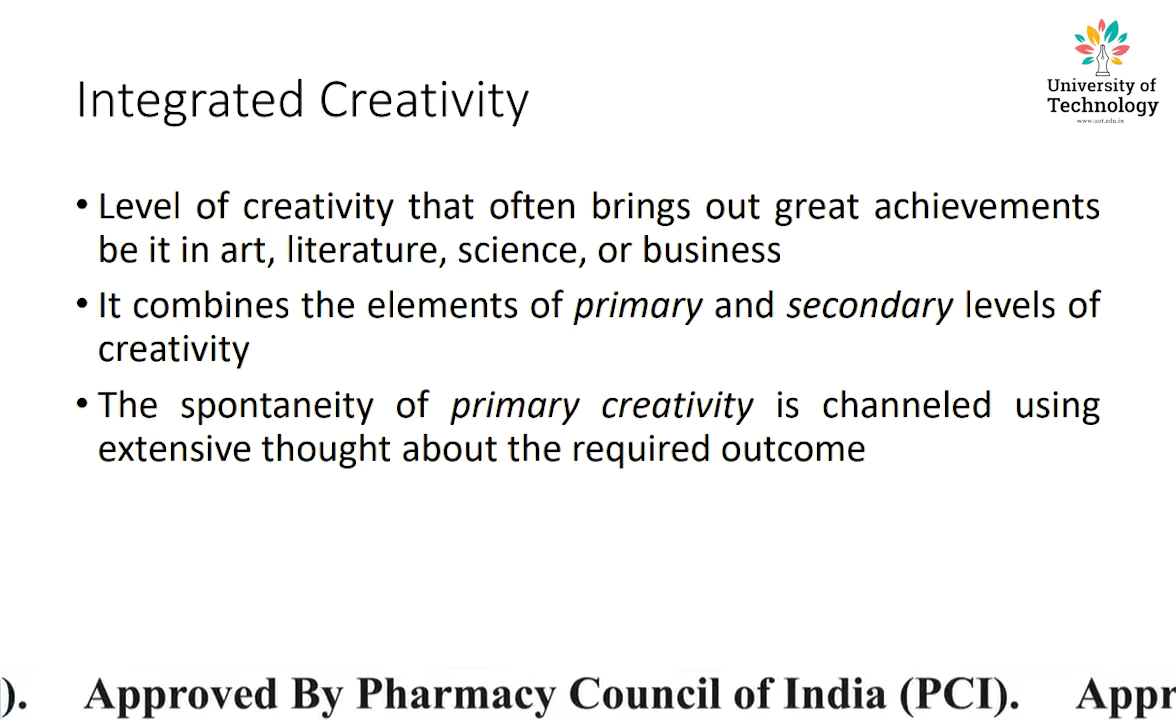 University of
Technology
www.uot.edu.in
Integrated Creativity
• Level of creativity that often brings out great achievements
be it in art, literature, science, or business
• It combines the elements of primary and secondary levels of
creativity
• The spontaneity of primary creativity is channeled using
extensive thought about the required outcome
). Approved By Pharmacy Council of India (PCI). Appr